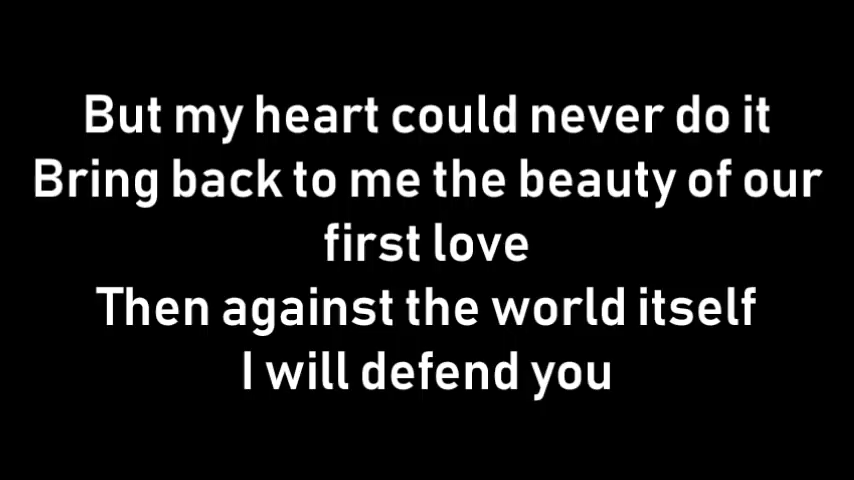 But my heart could never do it
Bring back to me the beauty of our
first love
Then against the world itself
I will defend you